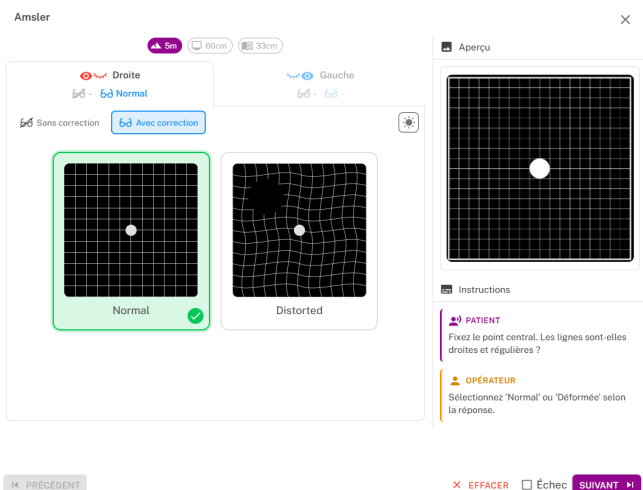 Amsler
5m 60cm 33cm
Droite
- Normal
Gauche
- -
Sans correction Avec correction
Normal
Distorted
Aperçu
Instructions
PATIENT
Fixez le point central. Les lignes sont-elles
droites et régulières ?
OPÉRATEUR
Sélectionnez 'Normal' ou 'Déformée' selon
la réponse.
PRÉCÉDENT
EFFACER Échec SUIVANT